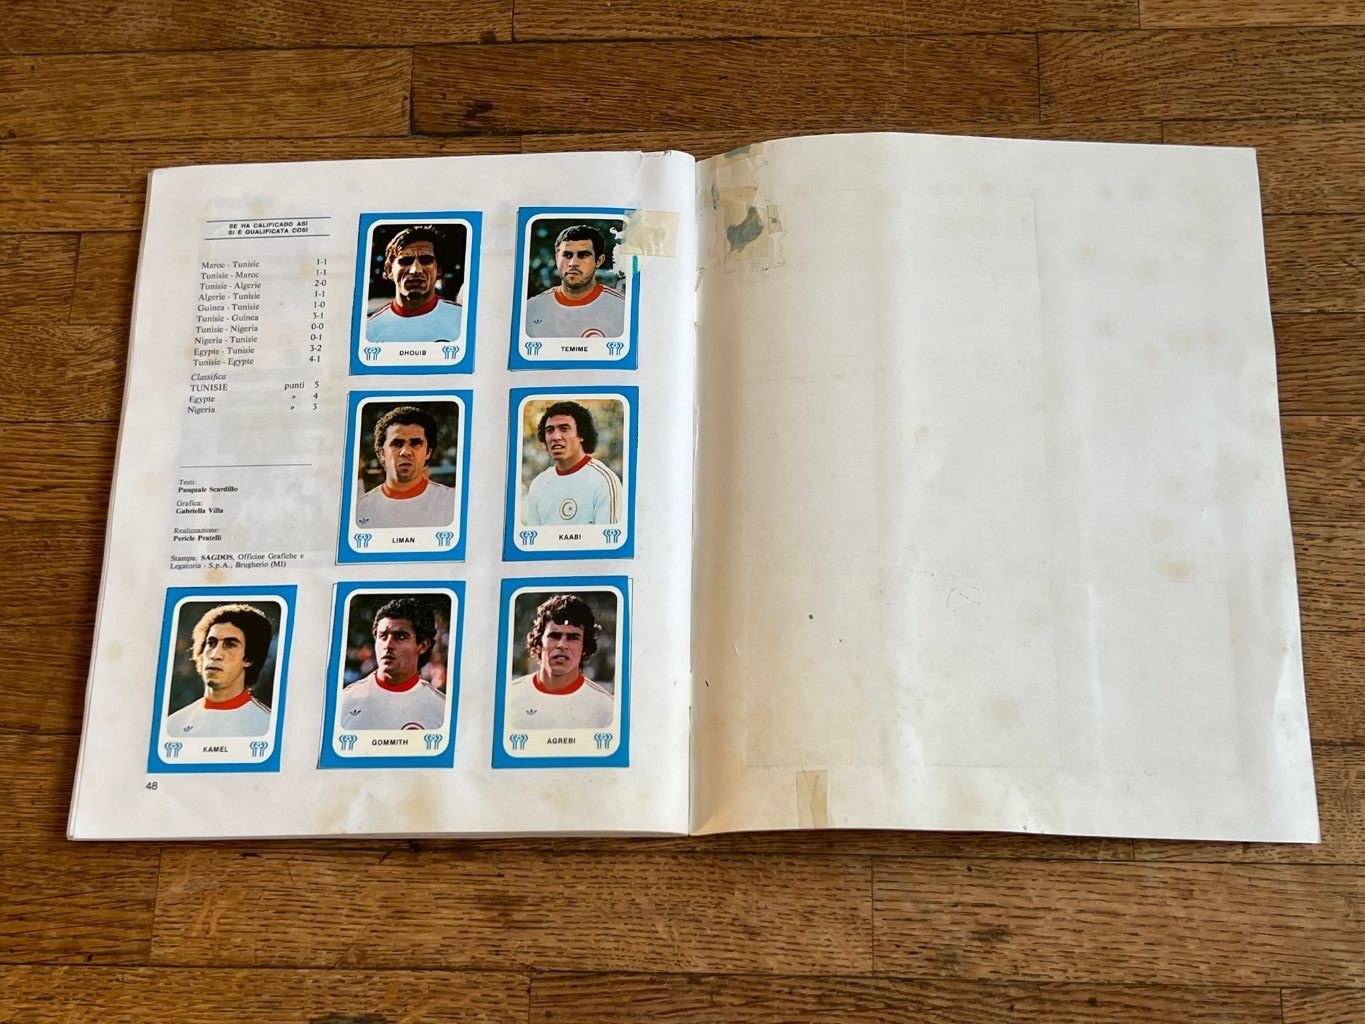 SE HA CALIFICADO ASI
SI È QUALIFICATA COSÌ
Maroc - Tunisie 1-1
Tunisie - Maroc 1-1
Tunisie - Algerie 2-0
Algerie - Tunisie 1-1
Guinea - Tunisie 1-0
Tunisie - Guinea 3-1
Tunisie - Nigeria 0-0
Nigeria - Tunisie 0-1
Egypte - Tunisie 3-2
Tunisie - Egypte 4-1
Classifica
TUNISIE punti 5
Egypte » 4
Nigeria » 3
Testi:
Pasquale Scardillo
Grafica:
Gabriella Villa
Realizzazione:
Pericle Pratelli
Stampa: SAGDOS, Officine Grafiche e
Legatoria - S.p.A., Brugherio (MI)
DHOUIB
TEMIME
LIMAN
KAABI
KAMEL
GOMMITH
AGREBI
48